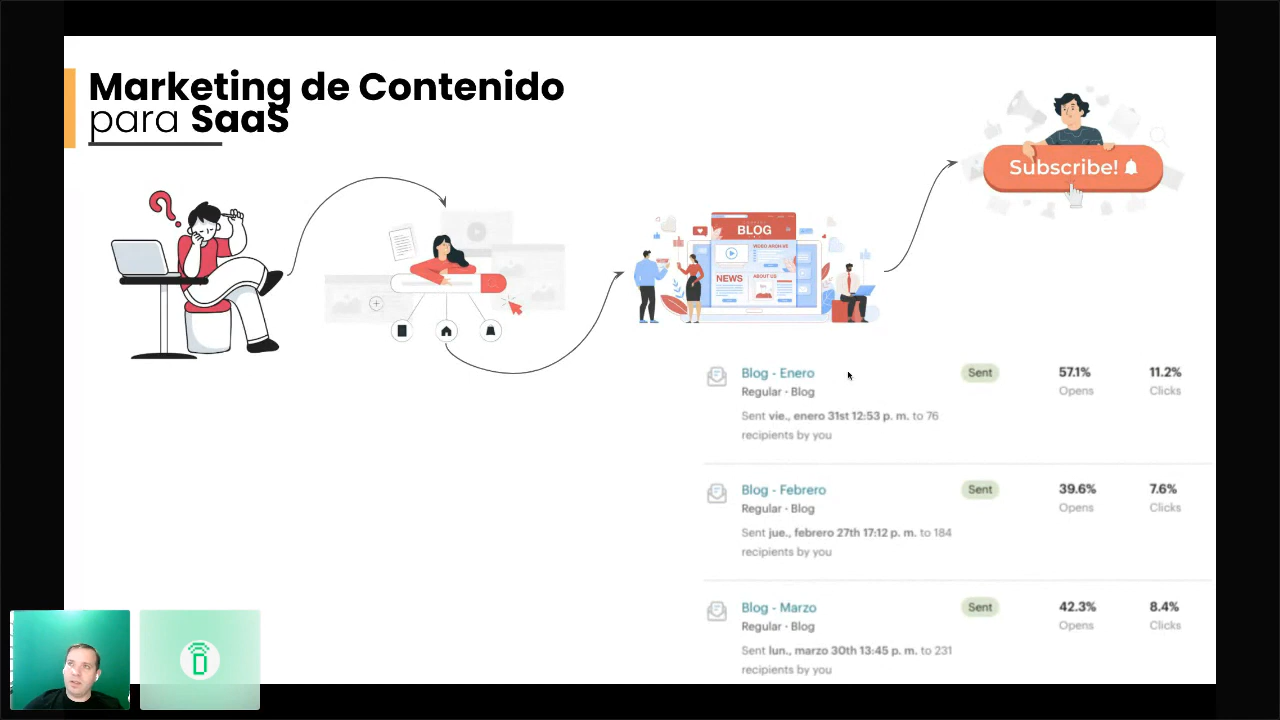 Marketing de Contenido
para SaaS
Subscribe!
BLOG
VIDEO ARCHIVE
NEWS
ABOUT US
Blog - Enero
Sent
57.1%
11.2%
Regular · Blog
Opens
Clicks
Sent vie., enero 31st 12:53 p. m. to 76
recipients by you
Blog - Febrero
Sent
39.6%
7.6%
Regular · Blog
Opens
Clicks
Sent jue., febrero 27th 17:12 p. m. to 184
recipients by you
Blog - Marzo
Sent
42.3%
8.4%
Regular · Blog
Opens
Clicks
Sent lun., marzo 30th 13:45 p. m. to 231
recipients by you